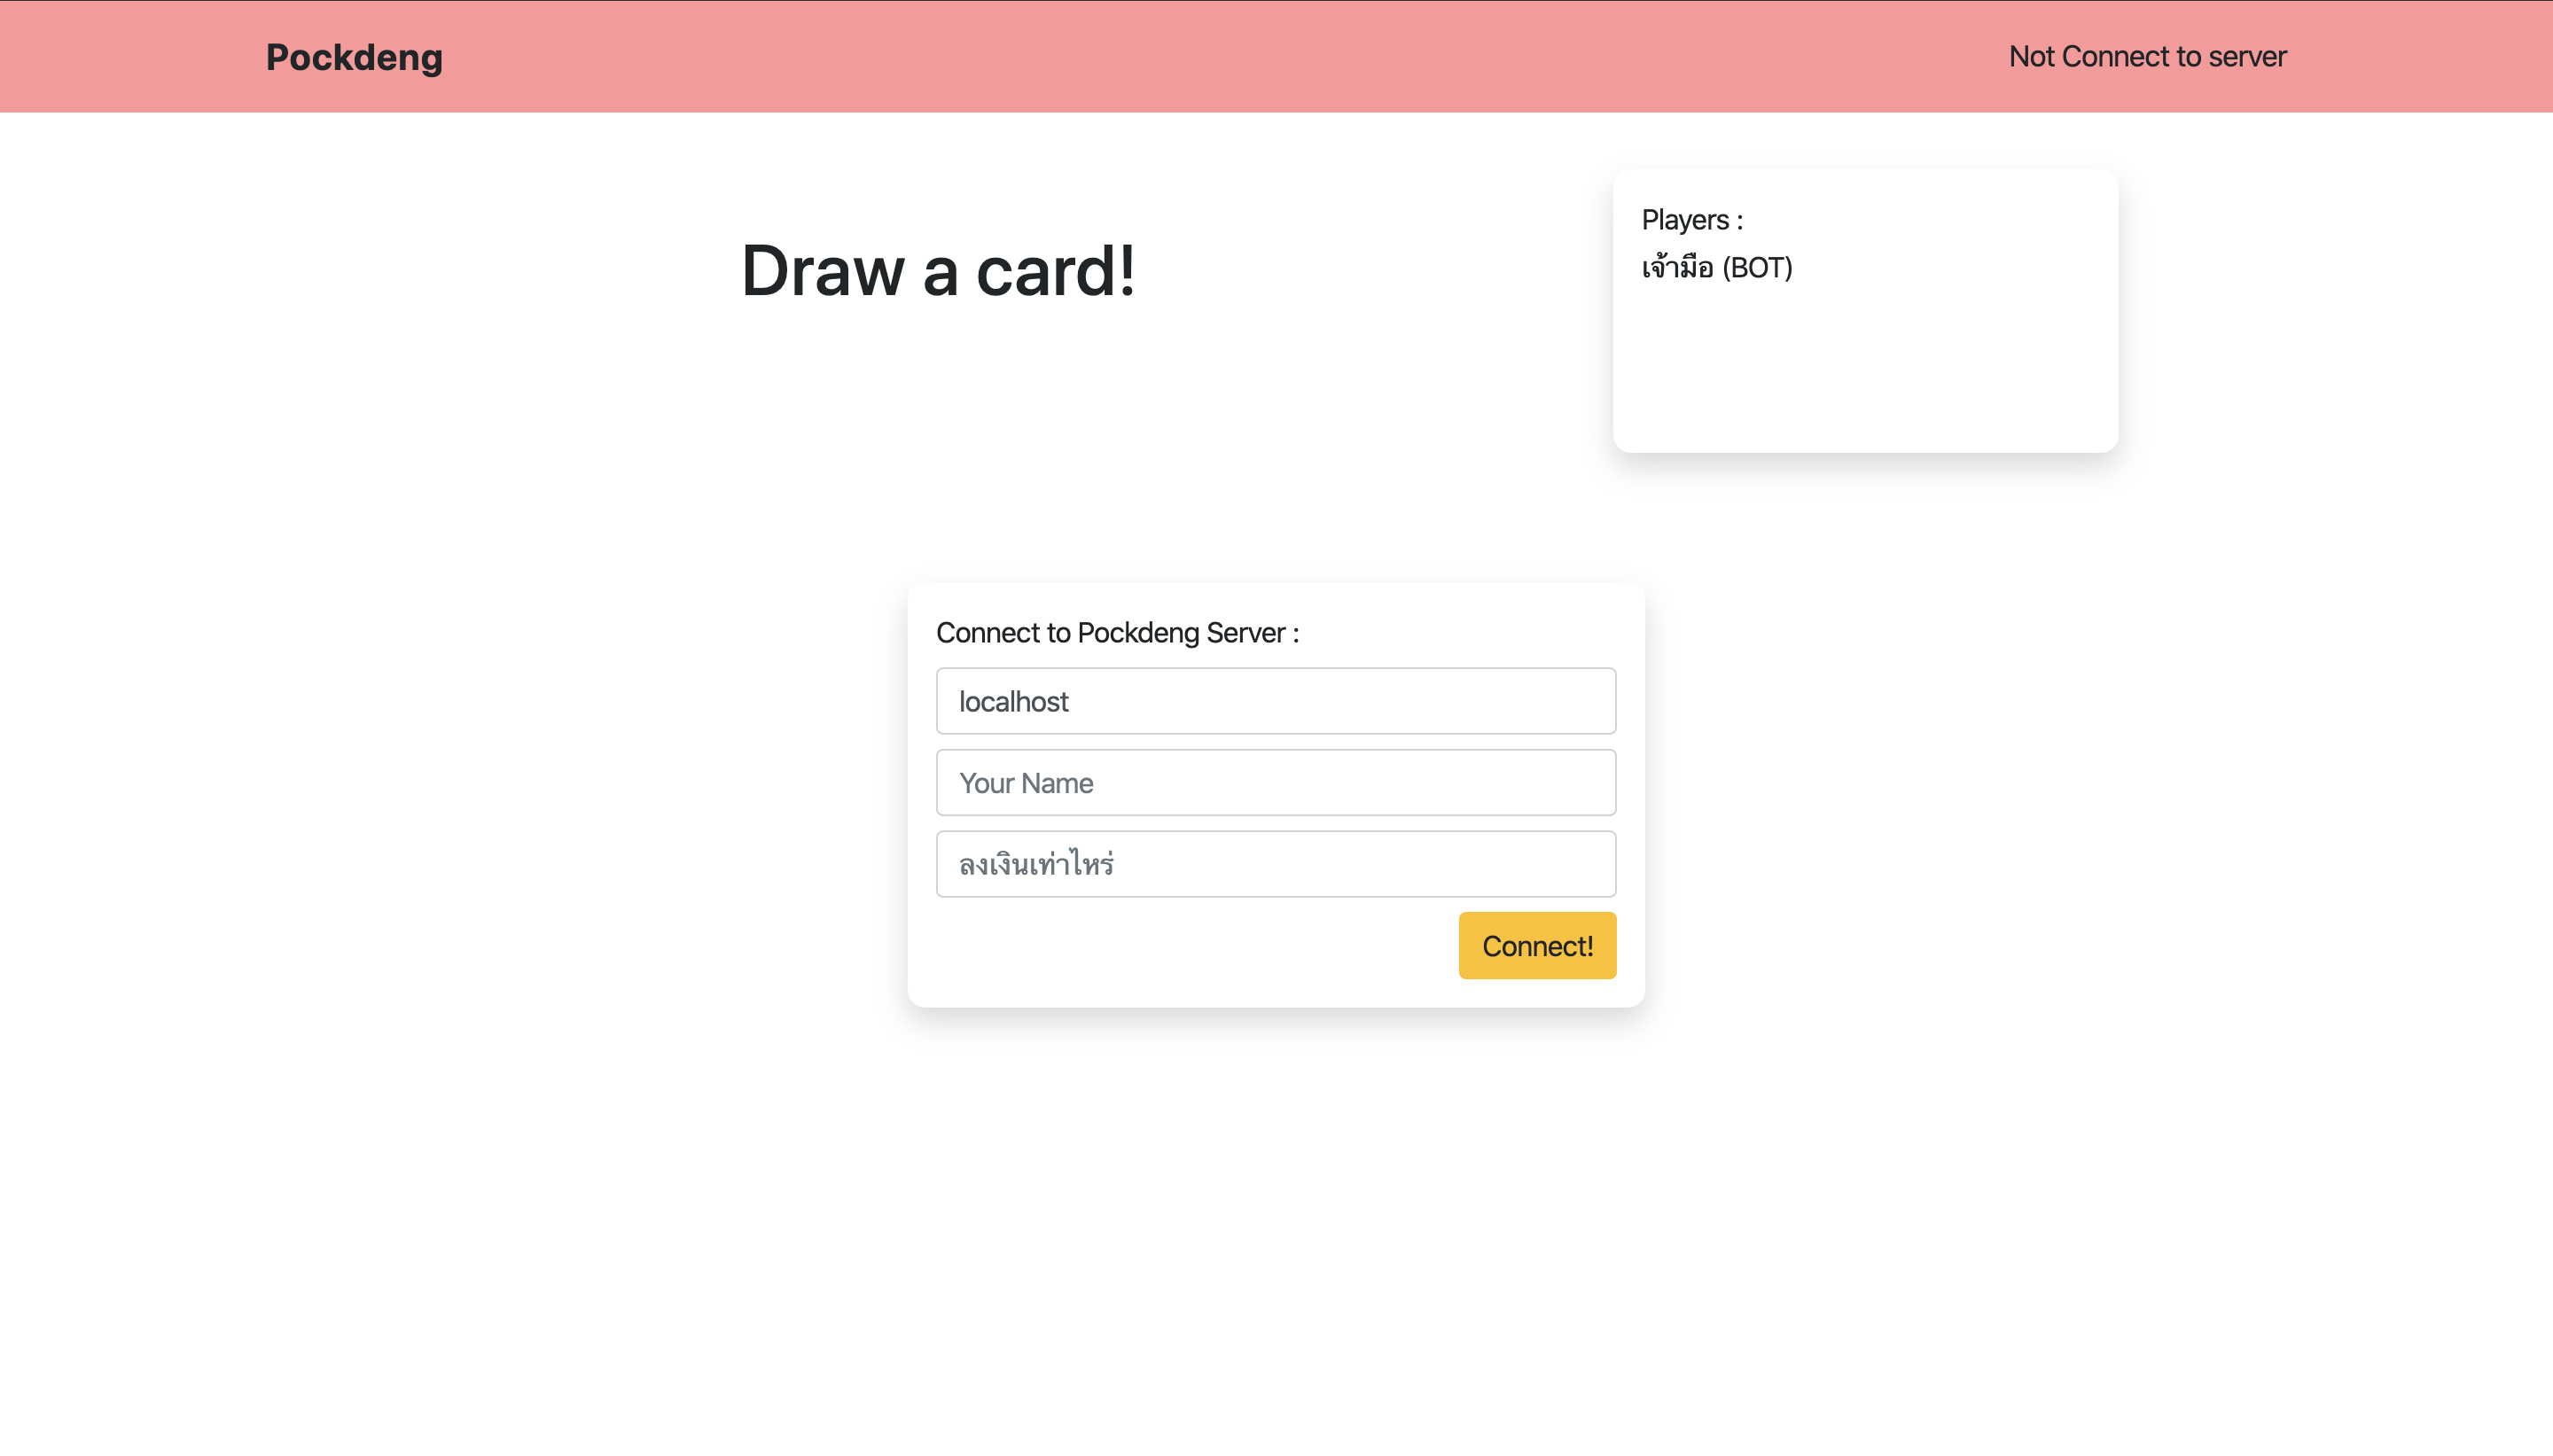 Pockdeng
Not Connect to server
Draw a card!
Players :
เจ้ามือ (BOT)
Connect to Pockdeng Server :
localhost
Your Name
ลงเงินเท่าไหร่
Connect!